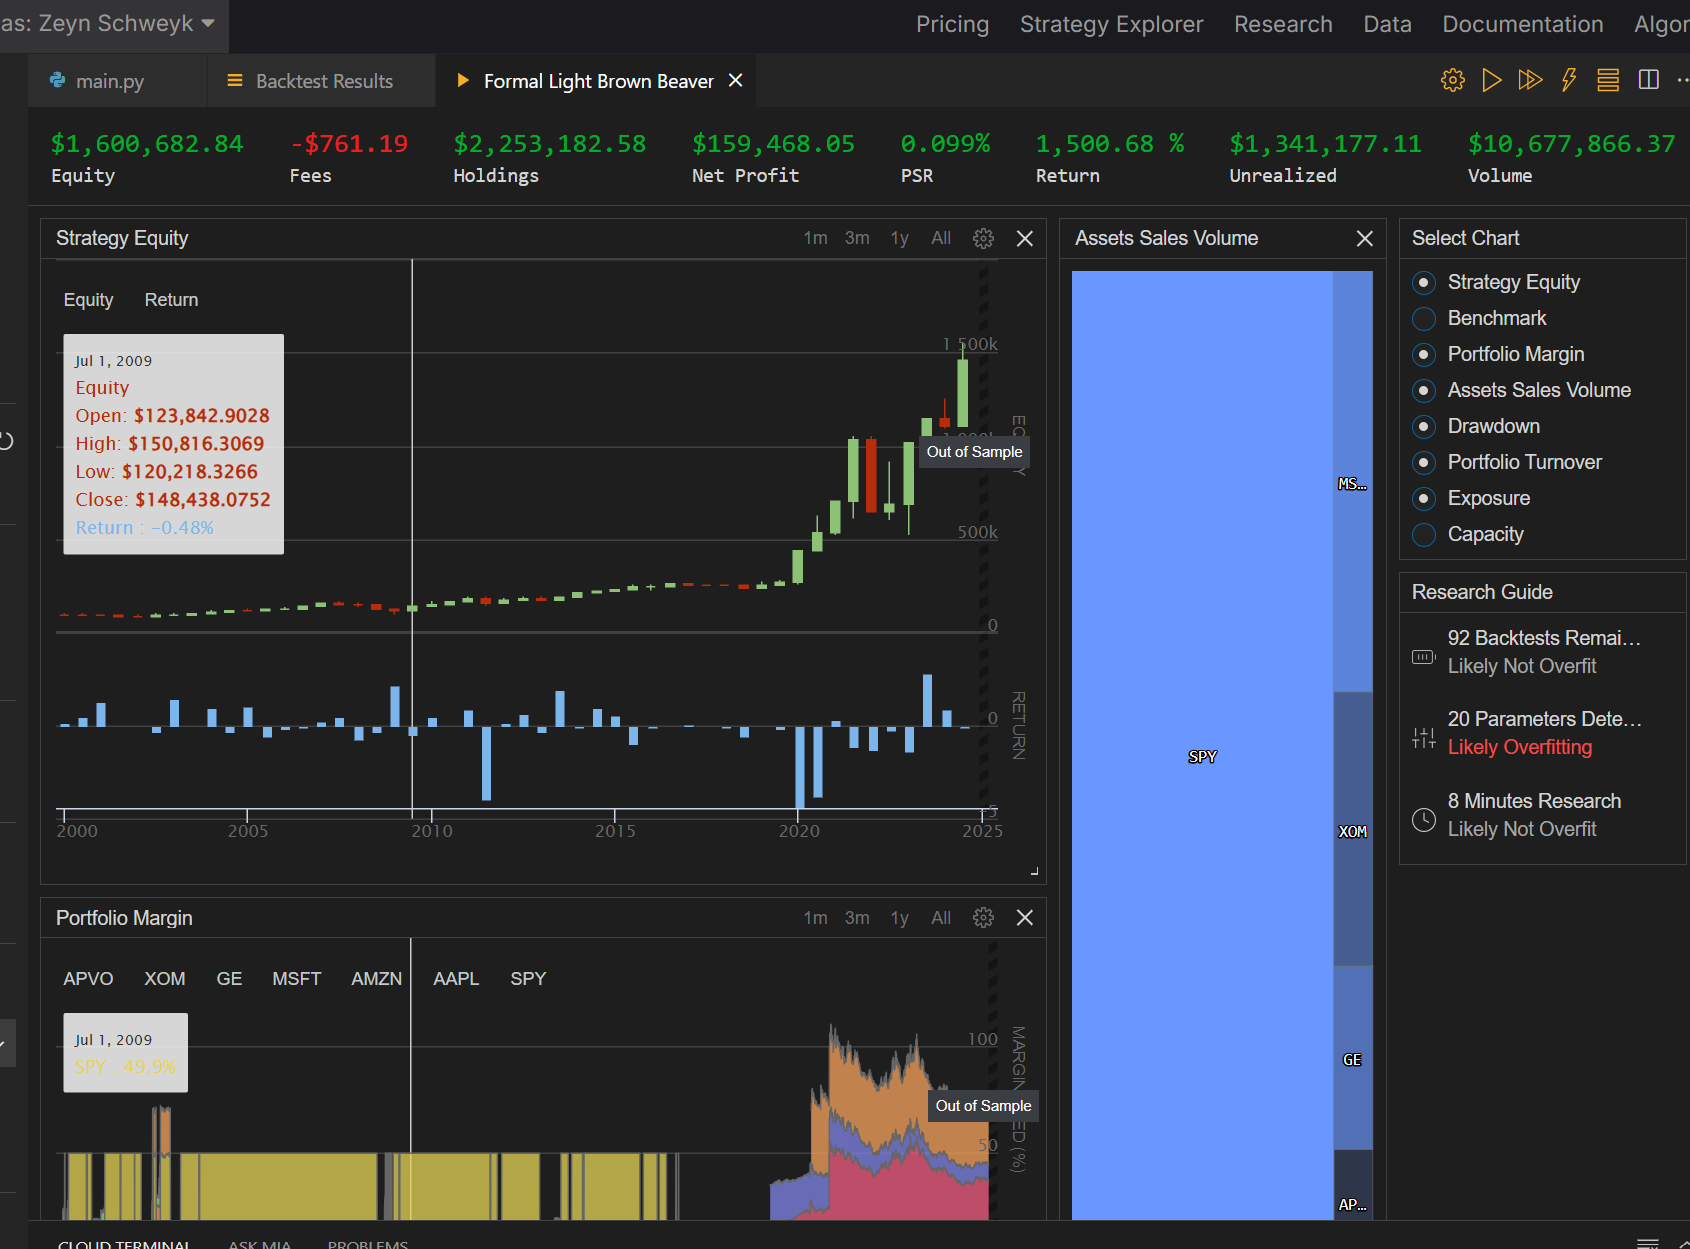 as: Zeyn Schweyk
Pricing Strategy Explorer Research Data Documentation Algor
main.py
Backtest Results
Formal Light Brown Beaver
$1,600,682.84
Equity
-$761.19
Fees
$2,253,182.58
Holdings
$159,468.05
Net Profit
0.099%
PSR
1,500.68 %
Return
$1,341,177.11
Unrealized
$10,677,866.37
Volume
Strategy Equity
1m 3m 1y All
Equity Return
Jul 1, 2009
Equity
Open: $123,842.9028
High: $150,816.3069
Low: $120,218.3266
Close: $148,438.0752
Return : -0.48%
1 500k
Out of Sample
500k
0
0
RETURN
-5
2000 2005 2010 2015 2020 2025
Portfolio Margin
1m 3m 1y All
APVO XOM GE MSFT AMZN AAPL SPY
Jul 1, 2009
SPY : 49.9%
100
Out of Sample
50
Assets Sales Volume
SPY
MS...
XOM
GE
AP...
Select Chart
Strategy Equity
Benchmark
Portfolio Margin
Assets Sales Volume
Drawdown
Portfolio Turnover
Exposure
Capacity
Research Guide
92 Backtests Remai...
Likely Not Overfit
20 Parameters Dete...
Likely Overfitting
8 Minutes Research
Likely Not Overfit
CLOUD TERMINAL ASK MIA PROBLEMS